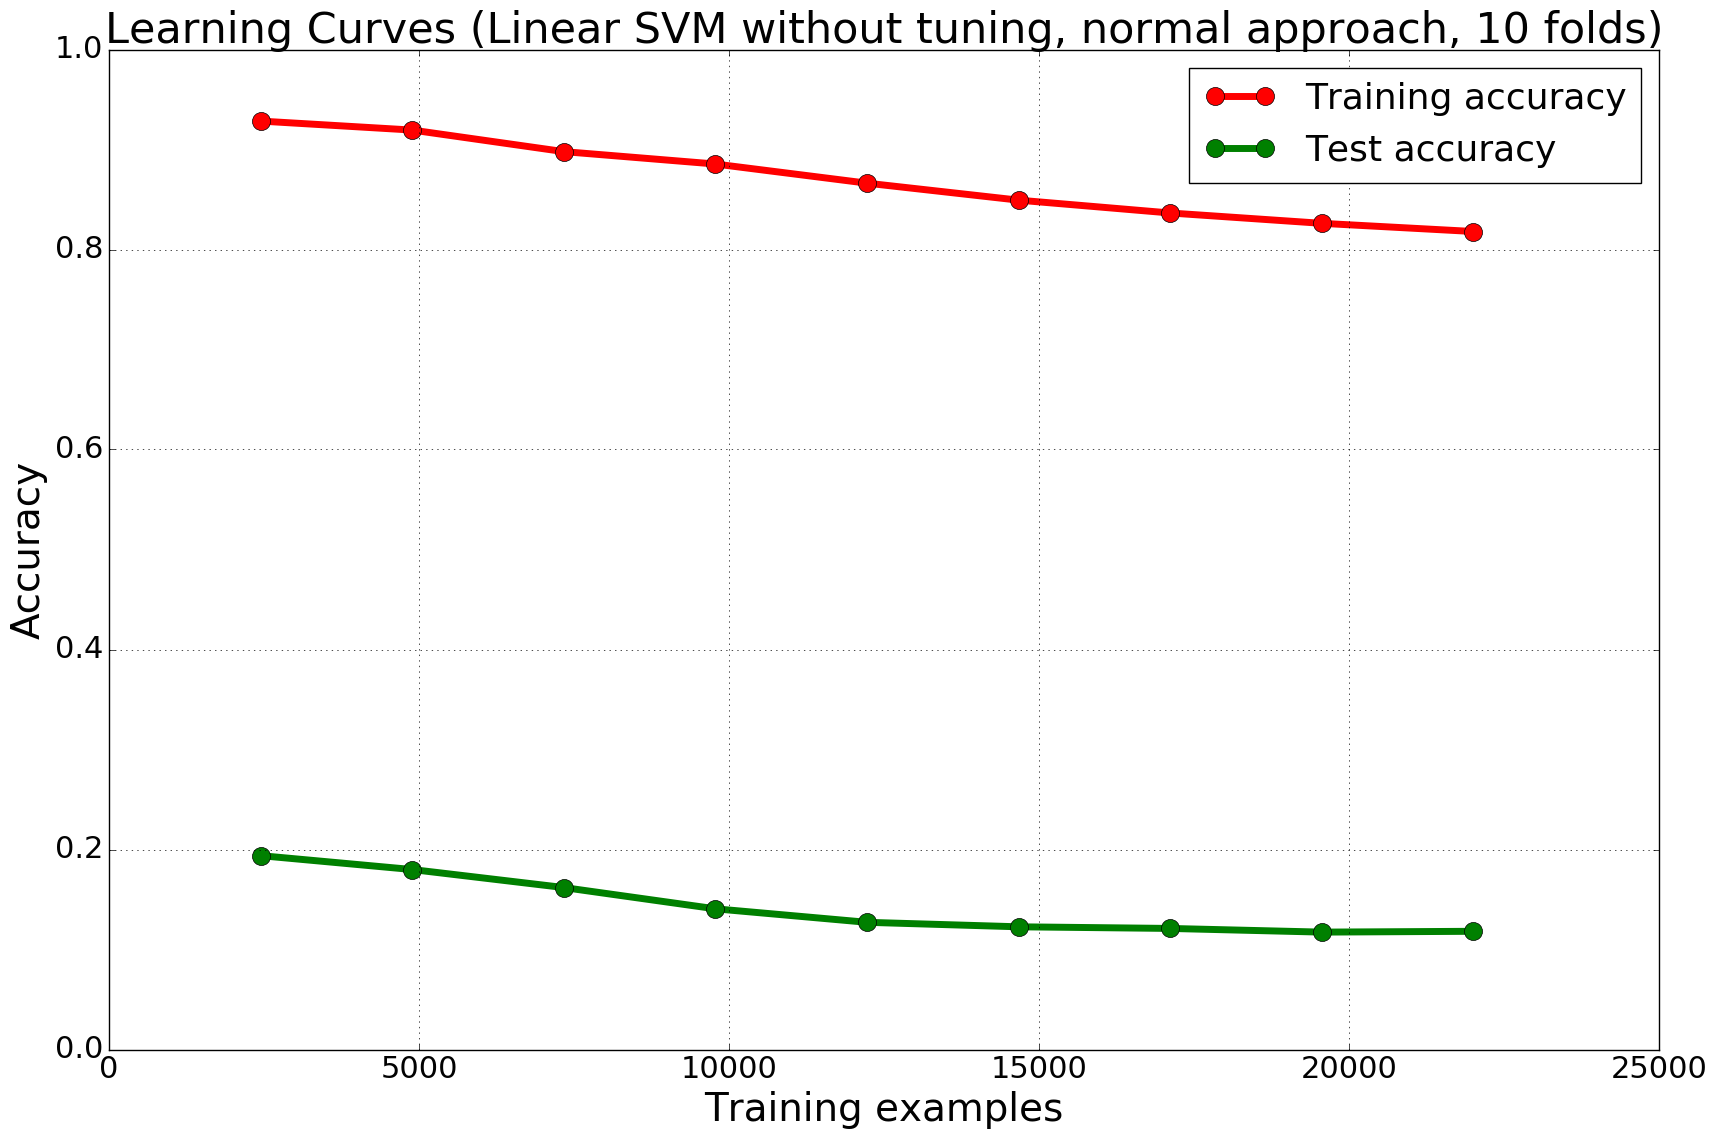 Learning Curves (Linear SVM without tuning, normal approach, 10 folds)
1.0
0.8
0.6
0.4
0.2
0.0
Accuracy
Training accuracy
Test accuracy
0 5000 10000 15000 20000 25000
Training examples